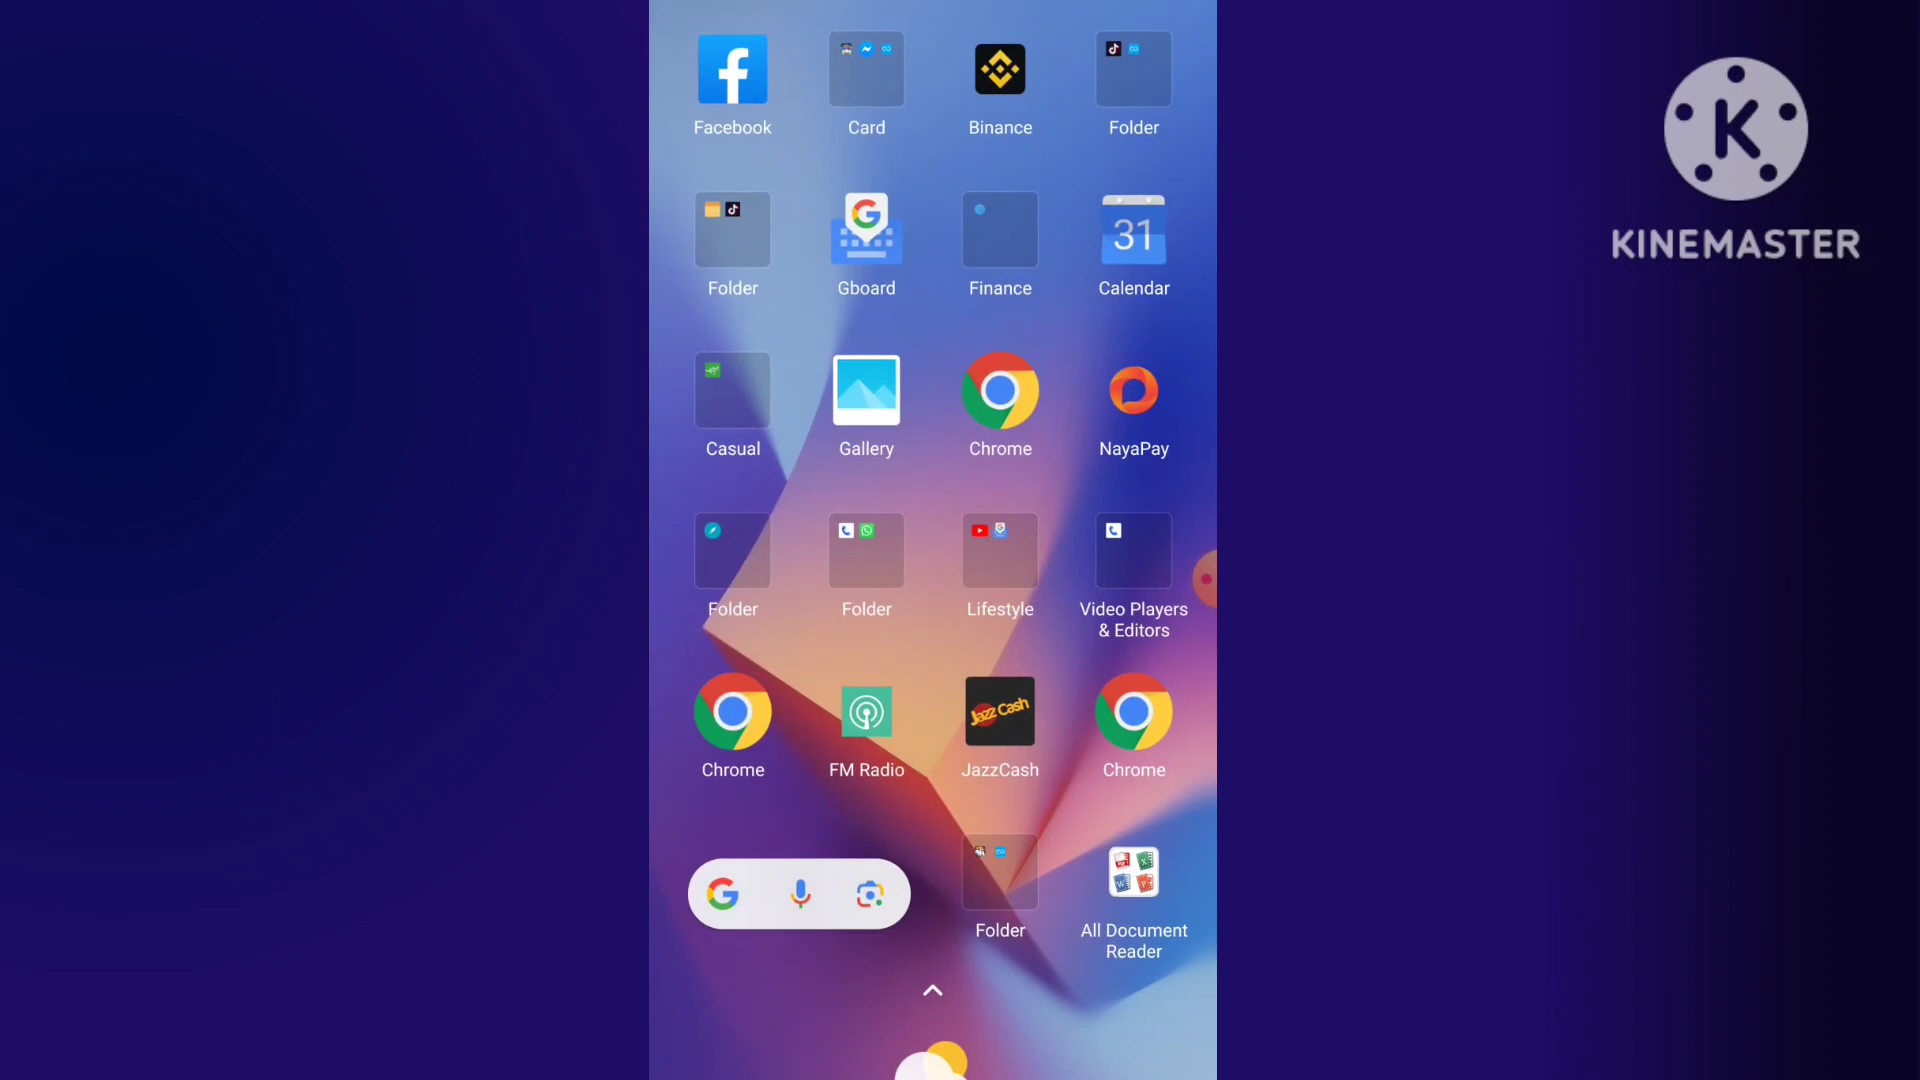 Facebook
Card
Binance
Folder
KINEMASTER
Folder
Gboard
Finance
31
Calendar
Casual
Gallery
Chrome
NayaPay
Folder
Folder
Lifestyle
Video Players
& Editors
Chrome
FM Radio
Jazz Cash
JazzCash
Chrome
Folder
All Document
Reader